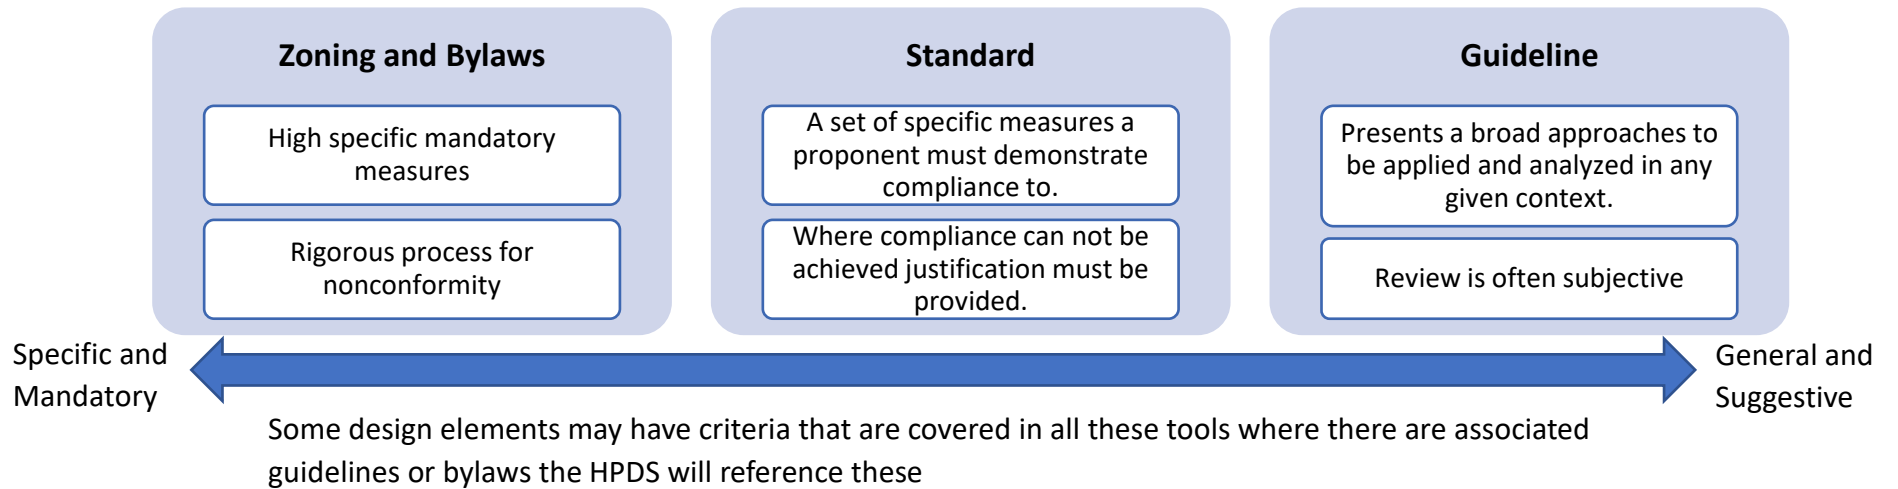 Zoning and Bylaws
High specific mandatory
measures
Rigorous process for
nonconformity
Standard
A set of specific measures a
proponent must demonstrate
compliance to.
Where compliance can not be
achieved justification must be
provided.
Guideline
Presents a broad approaches to
be applied and analyzed in any
given context.
Review is often subjective
Specific and
Mandatory
General and
Suggestive
Some design elements may have criteria that are covered in all these tools where there are associated
guidelines or bylaws the HPDS will reference these